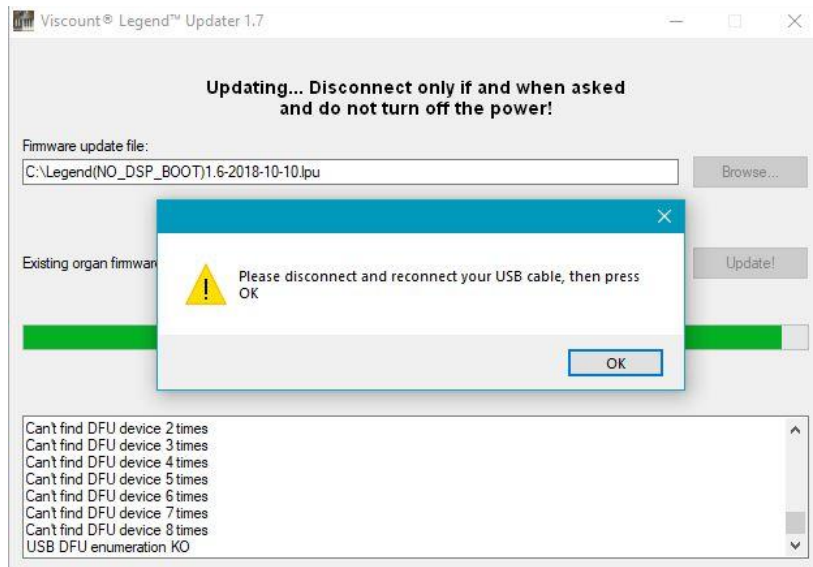 Viscount® Legend™ Updater 1.7
Updating... Disconnect only if and when asked
and do not turn off the power!
Firmware update file:
C:\Legend(NO_DSP_BOOT)1.6-2018-10-10.lpu
Browse...
Existing organ firmwar
Update!
Please disconnect and reconnect your USB cable, then press
OK
OK
Can't find DFU device 2 times
Can't find DFU device 3 times
Can't find DFU device 4 times
Can't find DFU device 5 times
Can't find DFU device 6 times
Can't find DFU device 7 times
Can't find DFU device 8 times
USB DFU enumeration KO